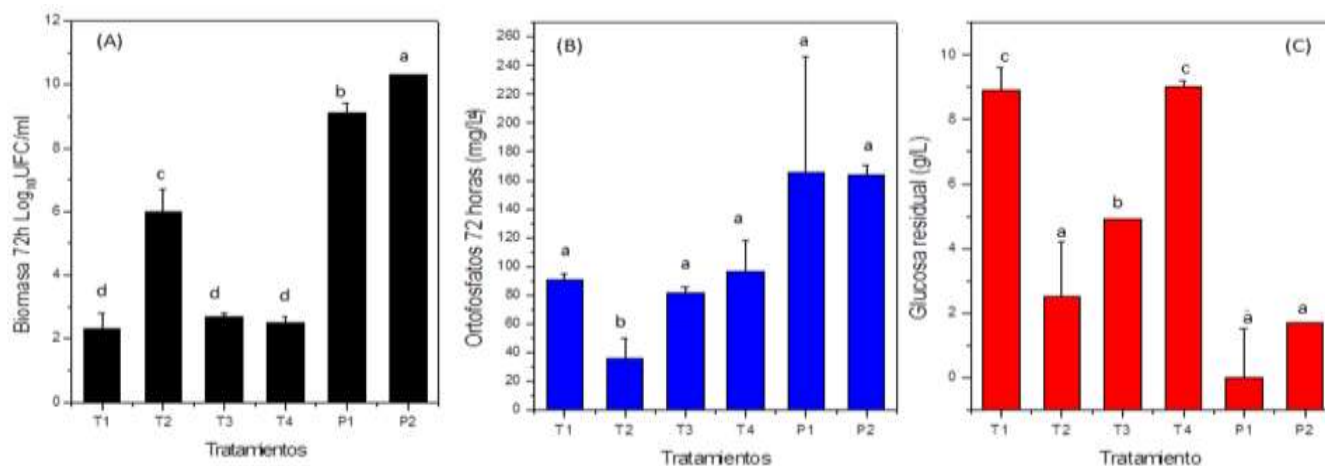 (A)
Biomasa 72h Log₁₀UFC/ml
12
10
8
6
4
2
0
d
c
d
d
b
a
T1 T2 T3 T4 P1 P2
Tratamientos
(B)
Ortofosfatos 72 horas (mg/L)
260
240
220
200
180
160
140
120
100
80
60
40
20
0
a
b
a
a
a
a
T1 T2 T3 T4 P1 P2
Tratamientos
(C)
Glucosa residual (g/L)
10
8
6
4
2
0
c
a
b
c
a
a
T1 T2 T3 T4 P1 P2
Tratamiento